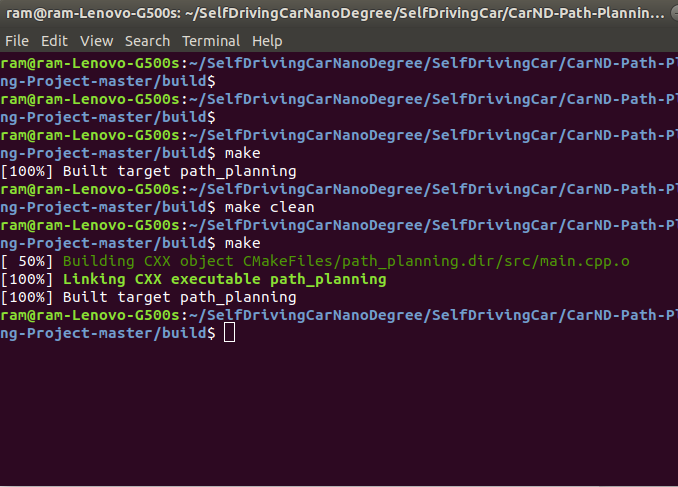 ram@ram-Lenovo-G500s: ~/SelfDrivingCarNanoDegree/SelfDrivingCar/CarND-Path-Plannin...
File Edit View Search Terminal Help
ram@ram-Lenovo-G500s:~/SelfDrivingCarNanoDegree/SelfDrivingCar/CarND-Path-Pl
ng-Project-master/build$
ram@ram-Lenovo-G500s:~/SelfDrivingCarNanoDegree/SelfDrivingCar/CarND-Path-Pl
ng-Project-master/build$
ram@ram-Lenovo-G500s:~/SelfDrivingCarNanoDegree/SelfDrivingCar/CarND-Path-Pl
ng-Project-master/build$ make
[100%] Built target path_planning
ram@ram-Lenovo-G500s:~/SelfDrivingCarNanoDegree/SelfDrivingCar/CarND-Path-Pl
ng-Project-master/build$ make clean
ram@ram-Lenovo-G500s:~/SelfDrivingCarNanoDegree/SelfDrivingCar/CarND-Path-Pl
ng-Project-master/build$ make
[ 50%] Building CXX object CMakeFiles/path_planning.dir/src/main.cpp.o
[100%] Linking CXX executable path_planning
[100%] Built target path_planning
ram@ram-Lenovo-G500s:~/SelfDrivingCarNanoDegree/SelfDrivingCar/CarND-Path-Pl
ng-Project-master/build$